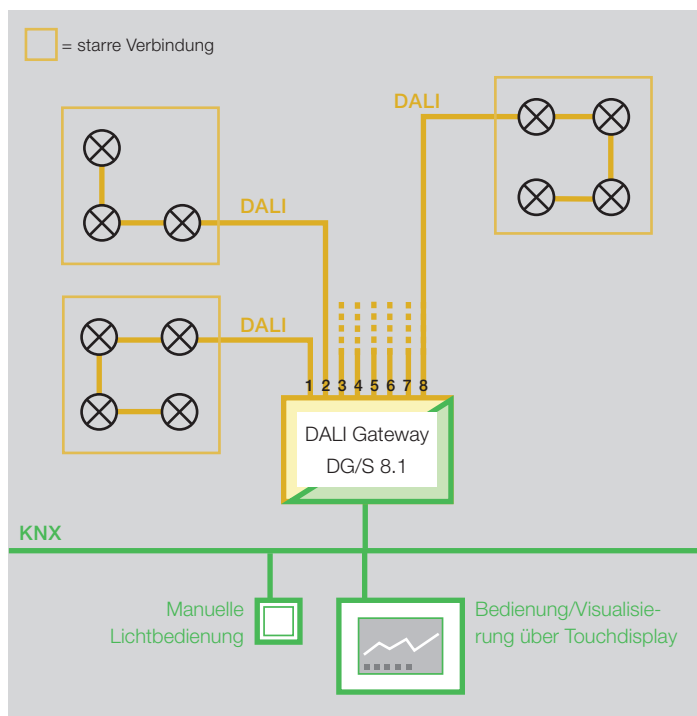 = starre Verbindung
DALI
DALI
DALI
1 2 3 4 5 6 7 8
DALI Gateway
DG/S 8.1
KNX
Manuelle
Lichtbedienung
Bedienung/Visualisie-
rung über Touchdisplay